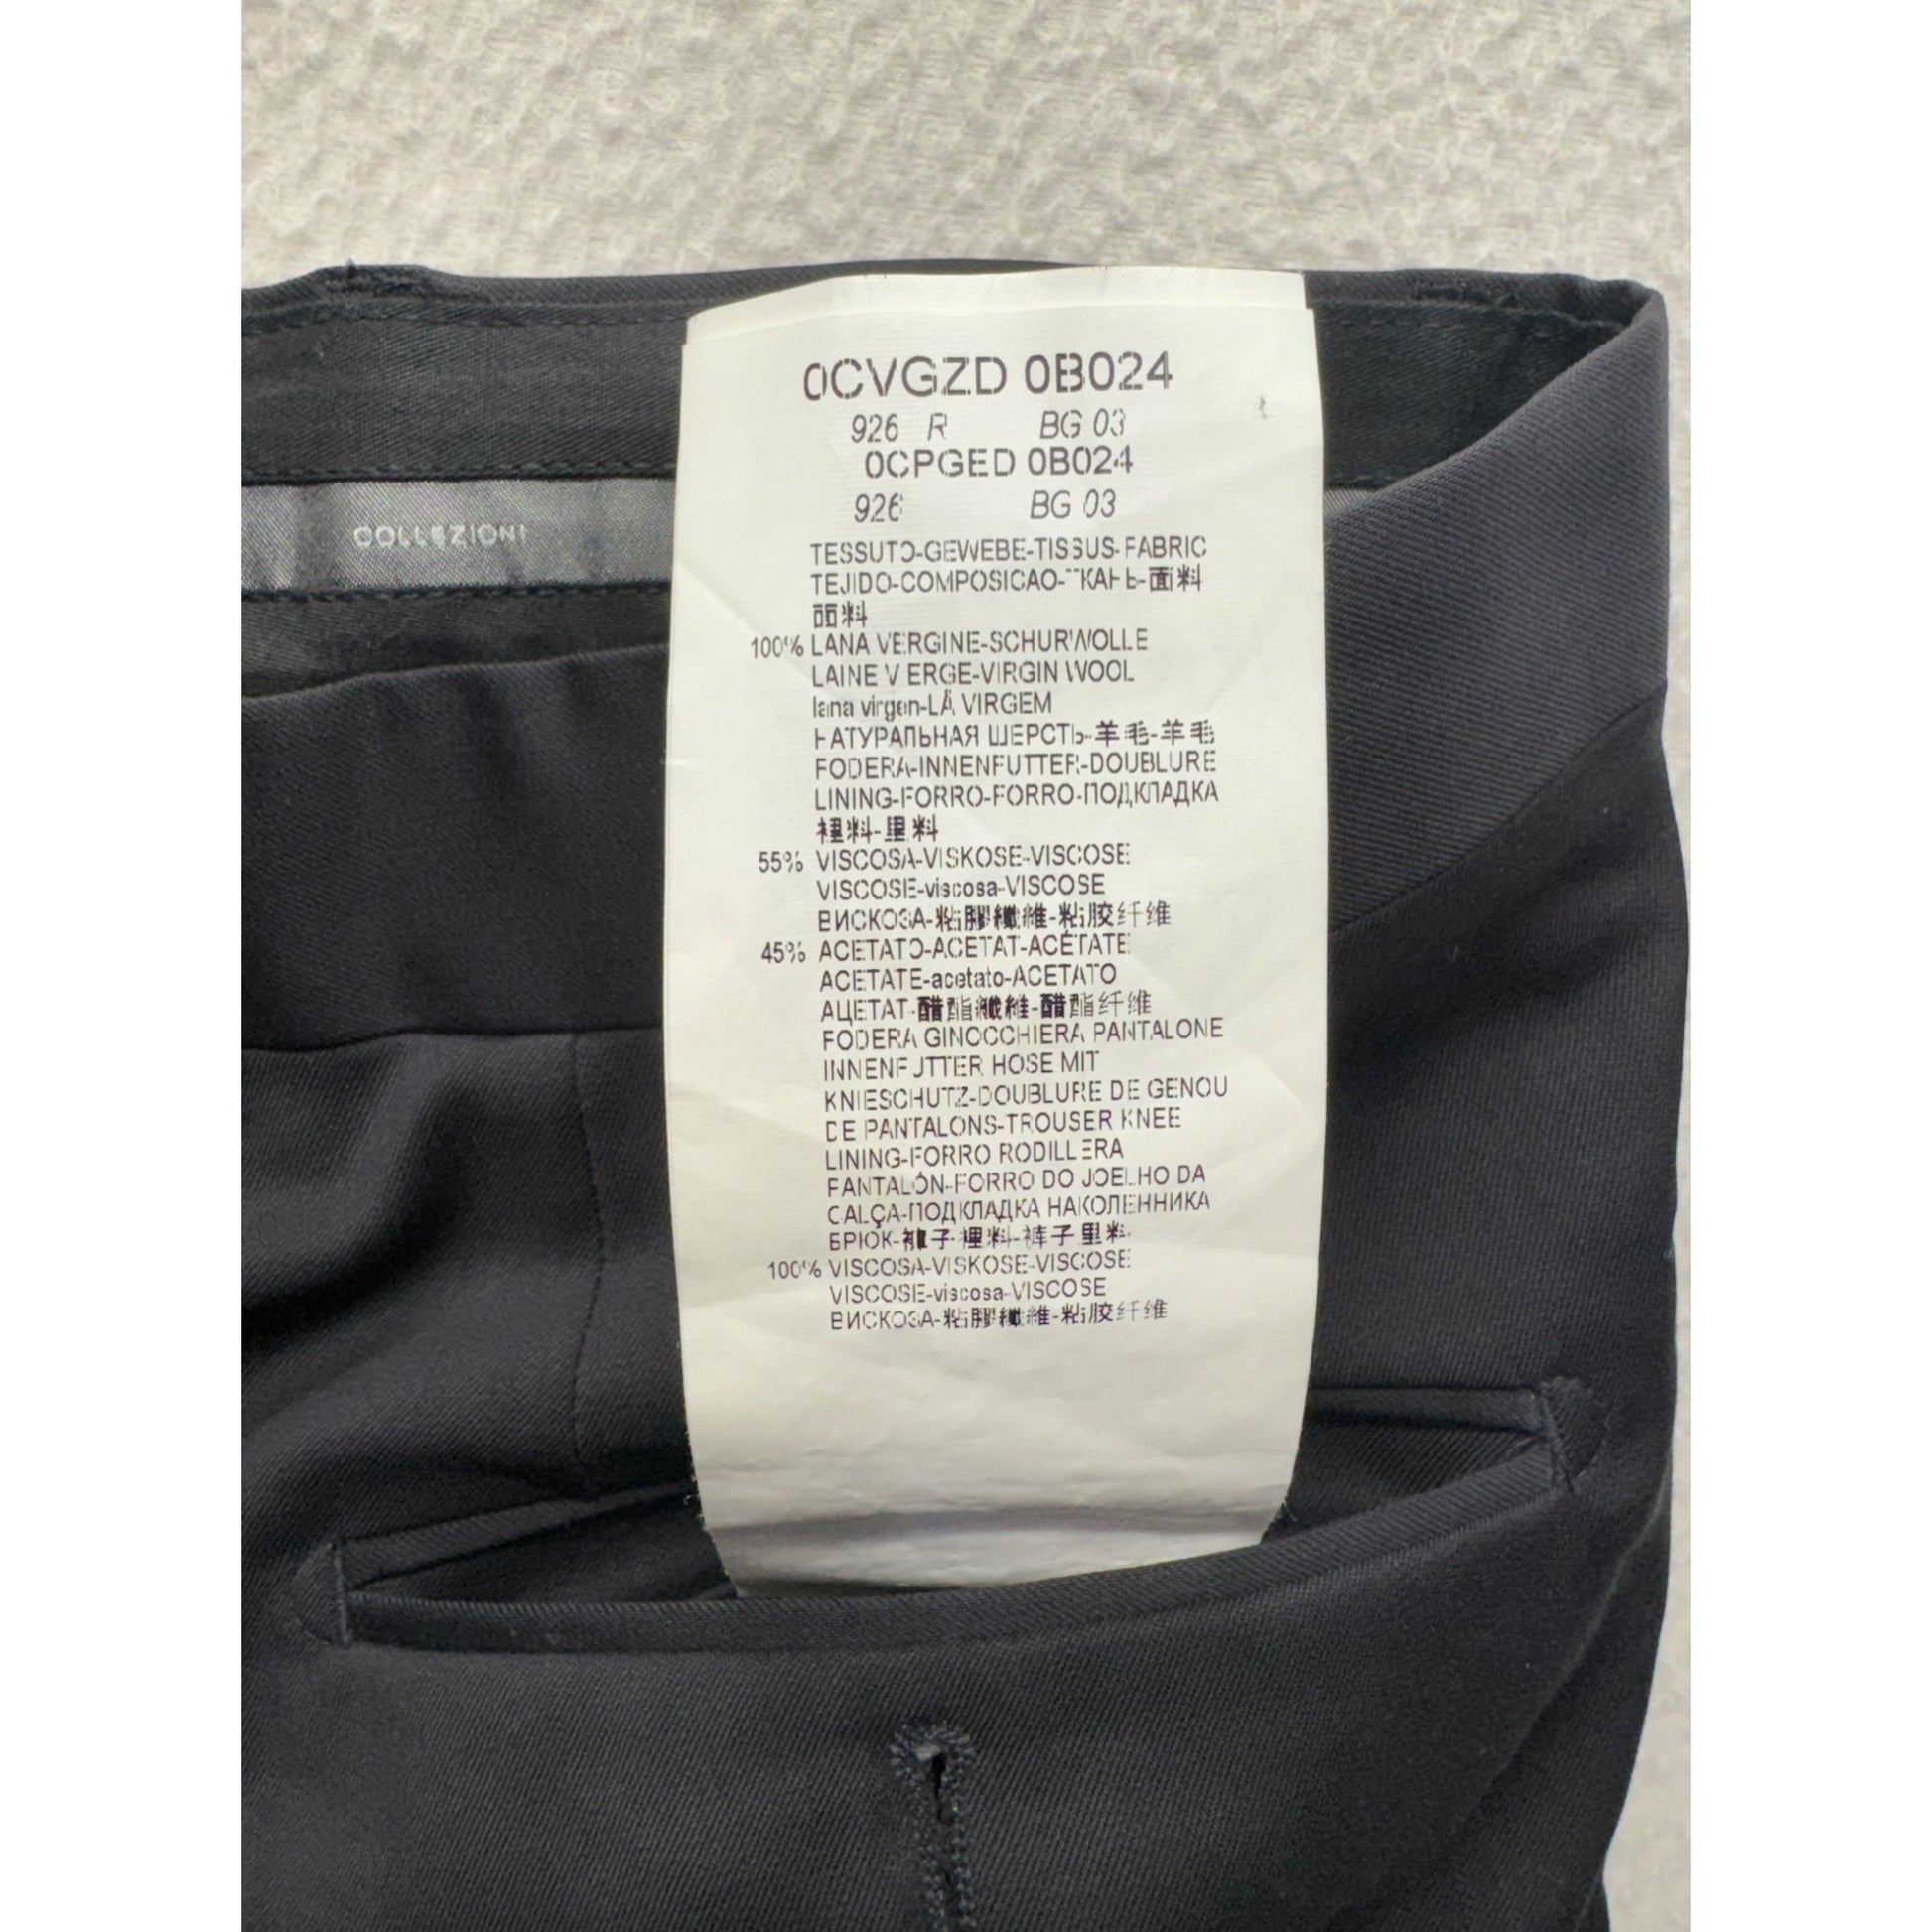 0CVGZD 0B024
926 R BG 03
0CPGED 0B024
926 BG 03
COLLEZIONI
TESSUTO-GEWEBE-TISSUS-FABRIC
TEJIDO-COMPOSICAO-ТКАНЬ-面料
面料
100% LANA VERGINE-SCHURWOLLE
LAINE VIERGE-VIRGIN WOOL
lana virgen-LÃ VIRGEM
НАТУРАЛЬНАЯ ШЕРСТЬ-羊毛-羊毛
FODERA-INNENFUTTER-DOUBLURE
LINING-FORRO-FORRO-ПОДКЛАДКА
裡料-里料
55% VISCOSA-VISKOSE-VISCOSE
VISCOSE-viscosa-VISCOSE
ВИСКОЗА-粘膠纖維-粘胶纤维
45% ACETATO-ACETAT-ACÉTATE
ACETATE-acetato-ACETATO
АЦЕТАТ-醋酯纖維-醋酯纤维
FODERA GINOCCHIERA PANTALONE
INNENFUTTER HOSE MIT
KNIESCHUTZ-DOUBLURE DE GENOU
DE PANTALONS-TROUSER KNEE
LINING-FORRO RODILLERA
PANTALÓN-FORRO DO JOELHO DA
CALÇA-ПОДКЛАДКА НАКОЛЕННИКА
БРЮК-褲子裡料-裤子里料
100% VISCOSA-VISKOSE-VISCOSE
VISCOSE-viscosa-VISCOSE
ВИСКОЗА-粘膠纖維-粘胶纤维